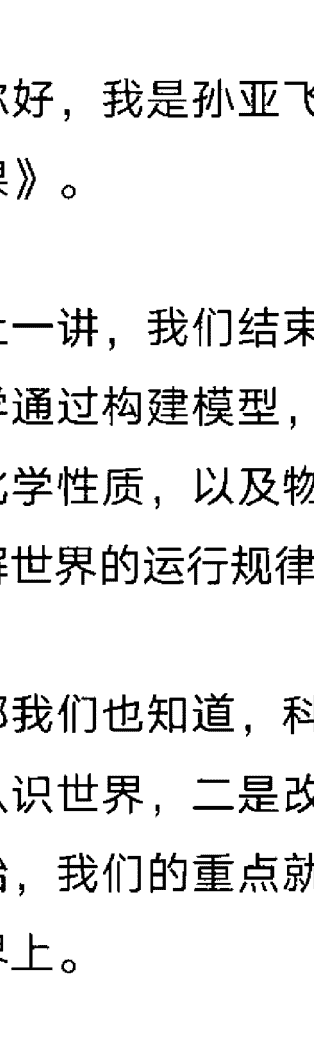 你好，我是孙亚飞
课》。
上一讲，我们结束
学通过构建模型，
化学性质，以及物
解世界的运行规律
那我们也知道，科
认识世界，二是改
始，我们的重点就
界上。